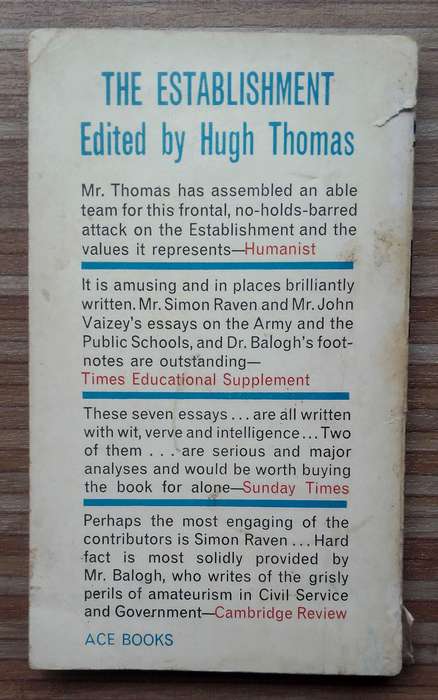 THE ESTABLISHMENT
Edited by Hugh Thomas
Mr. Thomas has assembled an able
team for this frontal, no-holds-barred
attack on the Establishment and the
values it represents—Humanist
It is amusing and in places brilliantly
written. Mr. Simon Raven and Mr. John
Vaizey's essays on the Army and the
Public Schools, and Dr. Balogh's foot-
notes are outstanding—
Times Educational Supplement
These seven essays . . . are all written
with wit, verve and intelligence . . . Two
of them . . . are serious and major
analyses and would be worth buying
the book for alone—Sunday Times
Perhaps the most engaging of the
contributors is Simon Raven . . . Hard
fact is most solidly provided by
Mr. Balogh, who writes of the grisly
perils of amateurism in Civil Service
and Government—Cambridge Review
ACE BOOKS